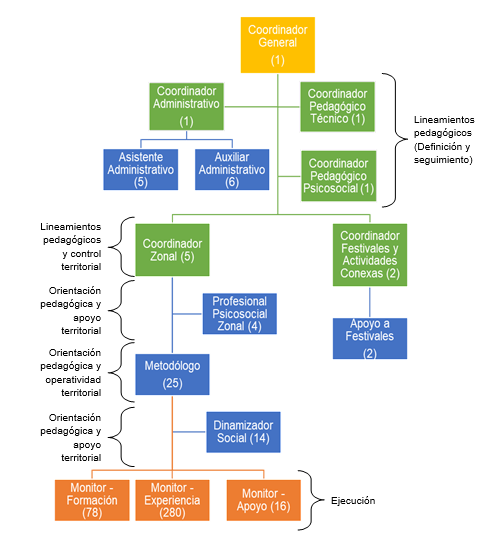 Coordinador
General
(1)
Coordinador
Administrativo
(1)
Coordinador
Pedagógico
Técnico (1)
Lineamientos
pedagógicos
(Definición y
seguimiento)
Asistente
Administrativo
(5)
Auxiliar
Administrativo
(6)
Coordinador
Pedagógico
Psicosocial (1)
Lineamientos
pedagógicos
y control
territorial
Coordinador
Zonal (5)
Coordinador
Festivales y
Actividades
Conexas (2)
Orientación
pedagógica y
apoyo
territorial
Profesional
Psicosocial
Zonal (4)
Apoyo a
Festivales
(2)
Orientación
pedagógica y
operatividad
territorial
Metodólogo
(25)
Orientación
pedagógica y
apoyo
territorial
Dinamizador
Social (14)
Monitor -
Formación
(78)
Monitor -
Experiencia
(280)
Monitor -
Apoyo (16)
Ejecución